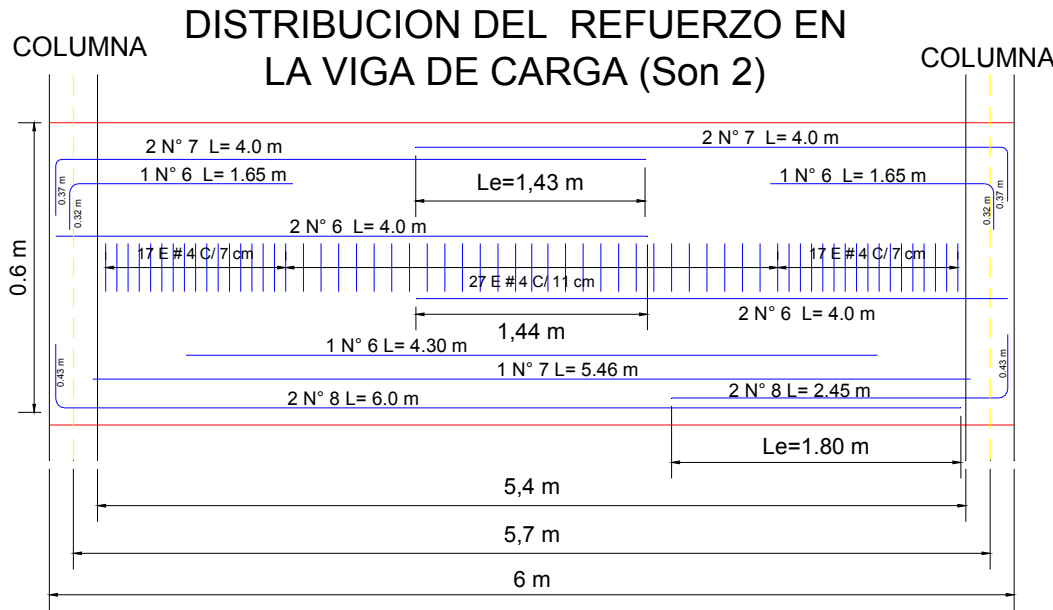 DISTRIBUCION DEL REFUERZO EN
LA VIGA DE CARGA (Son 2)
COLUMNA
COLUMNA
2 N° 7 L= 4.0 m
2 N° 7 L= 4.0 m
1 N° 6 L= 1.65 m
Le=1,43 m
1 N° 6 L= 1.65 m
0.37 m
0.32 m
0.32 m
0.37 m
2 N° 6 L= 4.0 m
17 E # 4 C/ 7 cm
27 E # 4 C/ 11 cm
17 E # 4 C/ 7 cm
0.6 m
2 N° 6 L= 4.0 m
1,44 m
1 N° 6 L= 4.30 m
1 N° 7 L= 5.46 m
0.43 m
0.43 m
2 N° 8 L= 6.0 m
2 N° 8 L= 2.45 m
Le=1.80 m
5,4 m
5,7 m
6 m